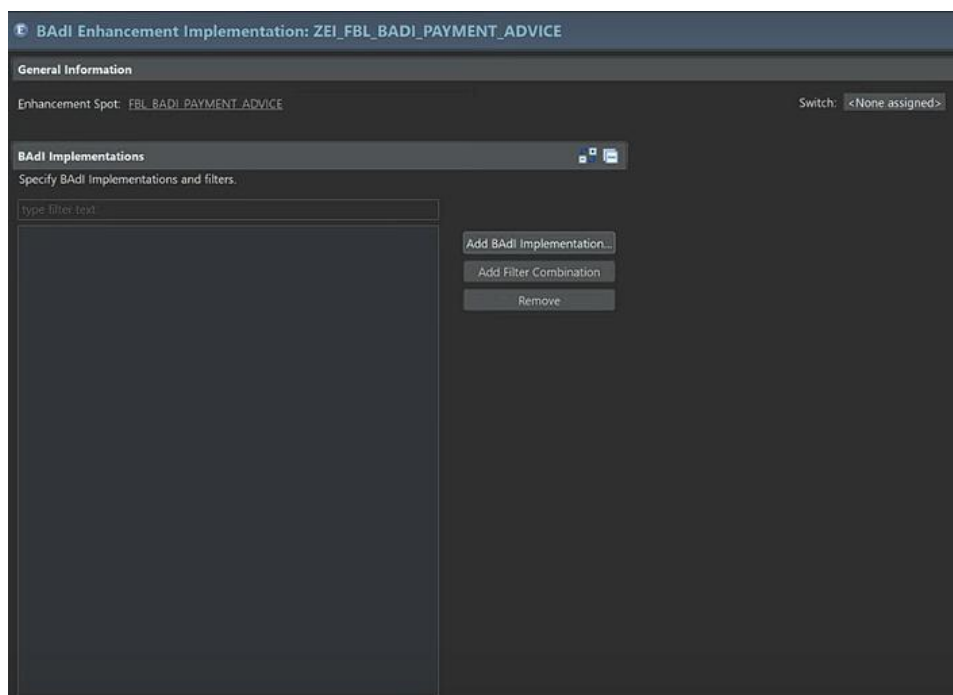 BAdI Enhancement Implementation: ZEI_FBL_BADI_PAYMENT_ADVICE
General Information
Enhancement Spot: FBL_BADI_PAYMENT_ADVICE
Switch: <None assigned>
BAdI Implementations
Specify BAdI Implementations and filters.
type filter text
Add BAdI Implementation...
Add Filter Combination
Remove